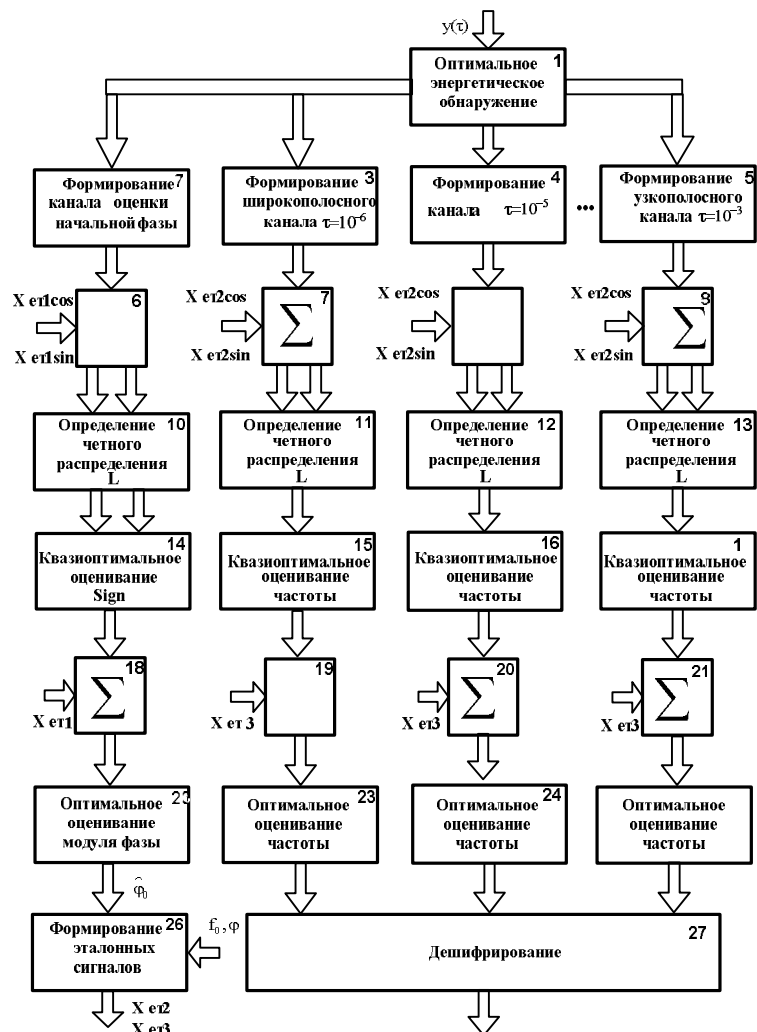 y(τ)
Оптимальное 1
энергетическое
обнаружение
Формирование 7
канала оценки
начальной фазы
Формирование 3
широкополосного
канала τ=10⁻⁶
Формирование 4
канала τ=10⁻⁵
...
Формирование 5
узкополосного
канала τ=10⁻³
X ет1cos
X ет1sin
6
X ет2cos
X ет2sin
7
Σ
X ет2cos
X ет2sin
X ет2cos
X ет2sin
Σ
Определение 10
четного
распределения
L
Определение 11
четного
распределения
L
Определение 12
четного
распределения
L
Определение 13
четного
распределения
L
14
Квазиоптимальное
оценивание
Sign
15
Квазиоптимальное
оценивание
частоты
16
Квазиоптимальное
оценивание
частоты
1
Квазиоптимальное
оценивание
частоты
X ет1
18
Σ
X ет 3
19
X ет3
20
Σ
X ет3
21
Σ
Оптимальное
оценивание
модуля фазы
Оптимальное 23
оценивание
частоты
Оптимальное 24
оценивание
частоты
Оптимальное
оценивание
частоты
φ̂₀
Формирование 26
эталонных
сигналов
f₀,φ
27
Дешифрирование
X ет2
X ет3